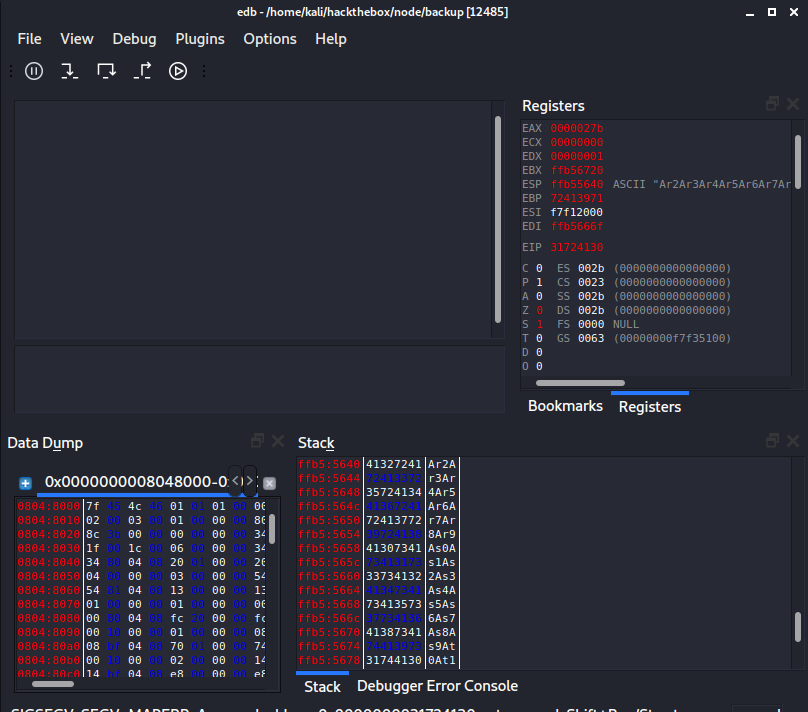 edb - /home/kali/hackthebox/node/backup [12485]
File View Debug Plugins Options Help
Registers
EAX 0000027b
ECX 00000000
EDX 00000001
EBX ffb56720
ESP ffb55640 ASCII "Ar2Ar3Ar4Ar5Ar6Ar7Ar
EBP 72413971
ESI f7f12000
EDI ffb5666f
EIP 31724130
C 0 ES 002b (0000000000000000)
P 1 CS 0023 (0000000000000000)
A 0 SS 002b (0000000000000000)
Z 0 DS 002b (0000000000000000)
S 1 FS 0000 NULL
T 0 GS 0063 (00000000f7f35100)
D 0
O 0
Bookmarks Registers
Data Dump
0x0000000008048000-0
0804:8000 7f 45 4c 46 01 01 01 00 00
0804:8010 02 00 03 00 01 00 00 00 80
0804:8020 8c 00 00 00 00 00 34
0804:8030 1f 00 1c 00 06 00 00 00 34
0804:8040 34 00 04 00 20 01 00 00 20
0804:8050 04 00 00 00 03 00 00 00 54
0804:8060 54 04 00 13 00 00 00 13
0804:8070 01 00 00 00 01 00 00 00 00
0804:8080 00 80 04 00 fc 00 00 fc
0804:8090 00 10 00 00 01 00 00 00 08
0804:80a0 08 04 00 70 01 00 00 74
0804:80b0 00 10 00 00 02 00 00 00 14
0804:80c0 14 04 00 e8 00 00 00 e8
Stack
ffb5:5640 41327241 Ar2A
ffb5:5644 72413372 r3Ar
ffb5:5648 35724134 4Ar5
ffb5:564c 41367241 Ar6A
ffb5:5650 72413772 r7Ar
ffb5:5654 39724138 8Ar9
ffb5:5658 41307341 As0A
ffb5:565c 73413173 s1As
ffb5:5660 33734132 2As3
ffb5:5664 41347341 As4A
ffb5:5668 73413573 s5As
ffb5:566c 37734136 6As7
ffb5:5670 41387341 As8A
ffb5:5674 74413973 s9At
ffb5:5678 31744130 0At1
Stack Debugger Error Console